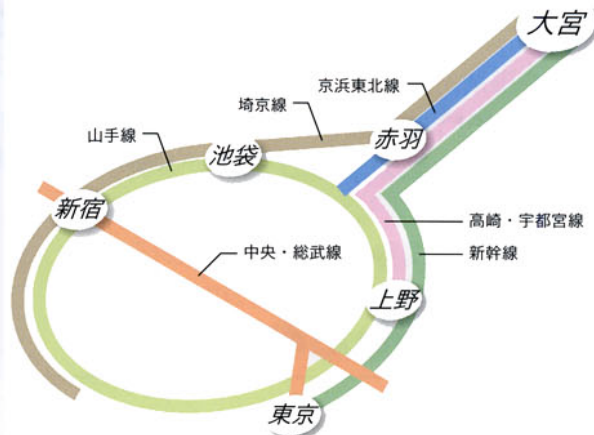 大宮
京浜東北線
埼京線
赤羽
山手線
池袋
新宿
高崎・宇都宮線
中央・総武線
新幹線
上野
東京